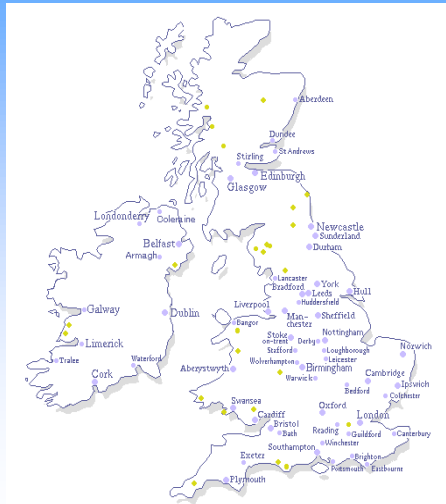 Aberdeen
Dundee
St Andrews
Stirling
Edinburgh
Glasgow
Londonderry
Coleraine
Newcastle
Sunderland
Belfast
Durham
Armagh
Lancaster
Bradford
York
Leeds
Hull
Huddersfield
Galway
Dublin
Liverpool
Man-
chester
Sheffield
Bangor
Limerick
Stoke
on-trent
Derby
Nottingham
Stafford
Loughborough
Norwich
Tralee
Waterford
Wolverhampton
Leicester
Aberystwyth
Birmingham
Cork
Warwick
Cambridge
Bedford
Ipswich
Colchester
Swansea
Cardiff
Oxford
London
Bristol
Bath
Reading
Guildford
Canterbury
Winchester
Southampton
Brighton
Exeter
Portsmouth
Eastbourne
Plymouth